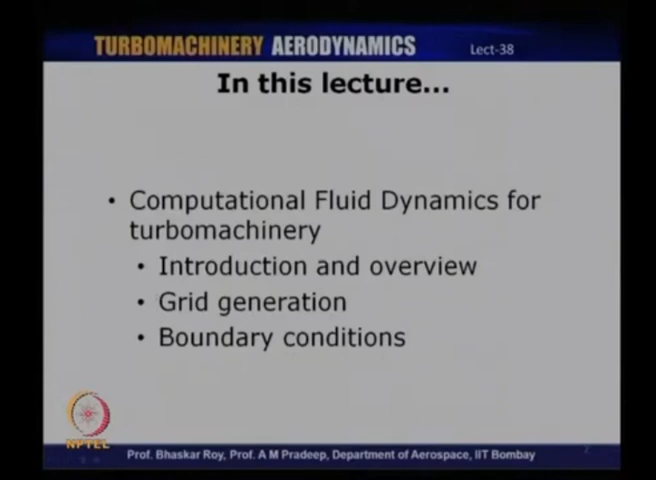 TURBOMACHINERY AERODYNAMICS Lect-38
In this lecture...
• Computational Fluid Dynamics for
turbomachinery
• Introduction and overview
• Grid generation
• Boundary conditions
NPTEL
Prof. Bhaskar Roy, Prof. A M Pradeep, Department of Aerospace, IIT Bombay